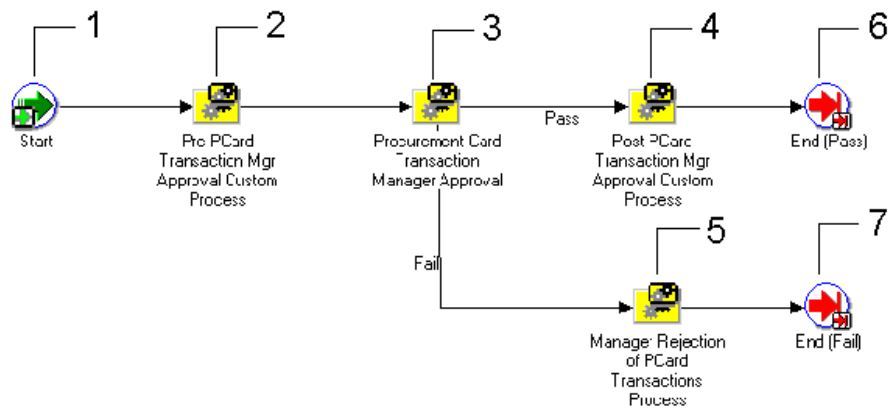 1
2
3
4
6
Start
Pre PCard
Transaction Mgr
Approval Custom
Process
Procurement Card
Transaction
Manager Approval
Pass
Post PCard
Transaction Mgr
Approval Custom
Process
End (Pass)
5
7
Fail
Manager Rejection
of PCard
Transactions
Process
End (Fail)